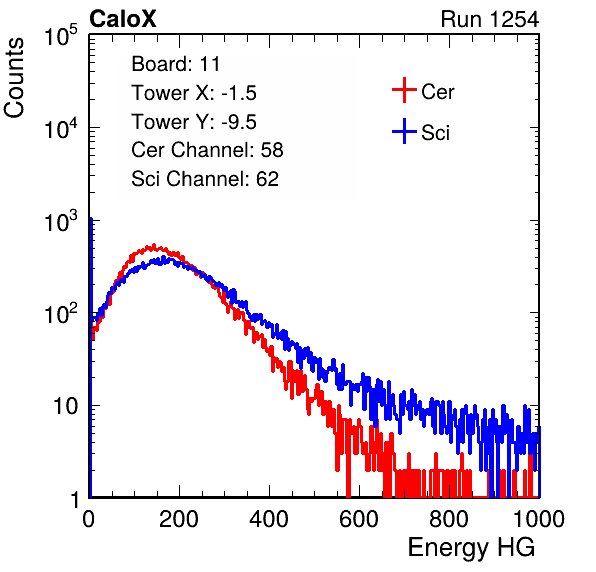 CaloX Run 1254
10^5
Counts
Board: 11
Tower X: -1.5
Tower Y: -9.5
Cer Channel: 58
Sci Channel: 62
Cer
Sci
10^4
10^3
10^2
10
1
0 200 400 600 800 1000
Energy HG